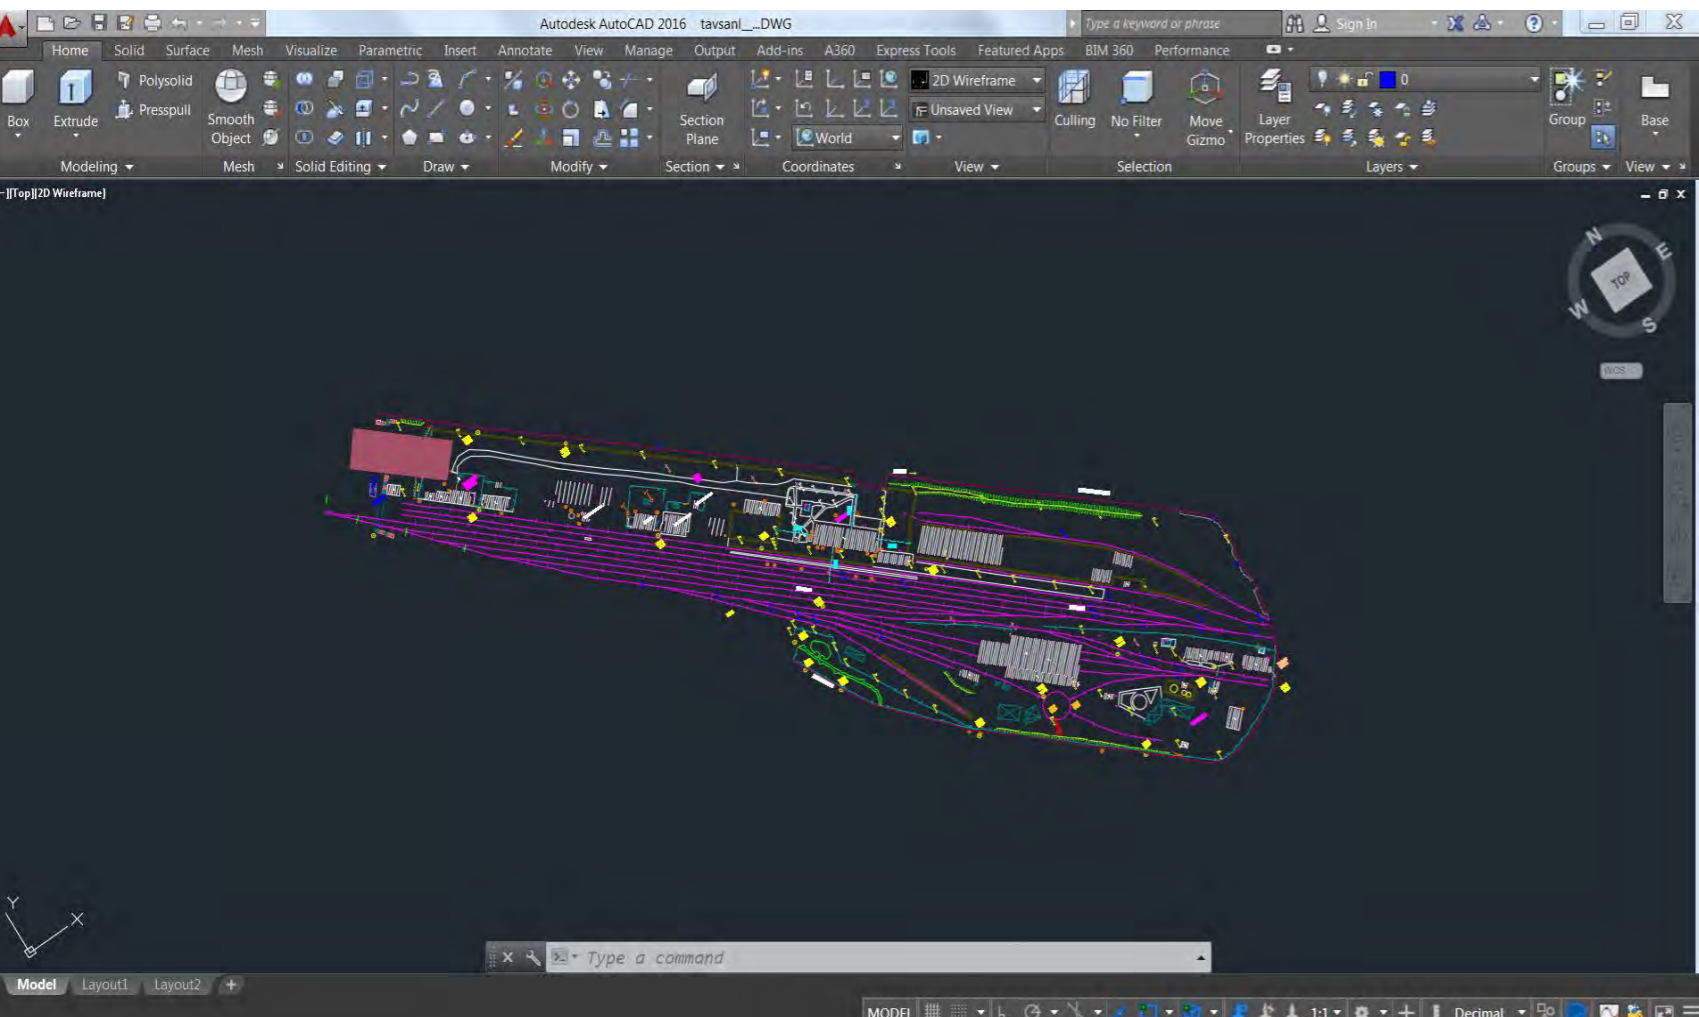 Autodesk AutoCAD 2016 tavsanl_...DWG
Type a keyword or phrase
Sign In
Home Solid Surface Mesh Visualize Parametric Insert Annotate View Manage Output Add-ins A360 Express Tools Featured Apps BIM 360 Performance
Box
Extrude
Polysolid
Presspull
Smooth
Object
Section
Plane
World
2D Wireframe
Unsaved View
Culling
No Filter
Move
Gizmo
Layer
Properties
0
Group
Base
Modeling Mesh Solid Editing Draw Modify Section Coordinates View Selection Layers Groups View
-][Top][2D Wireframe]
N
E
TOP
W
S
WCS
Y
X
Type a command
Model Layout1 Layout2 +
MODEL 1:1 Decimal